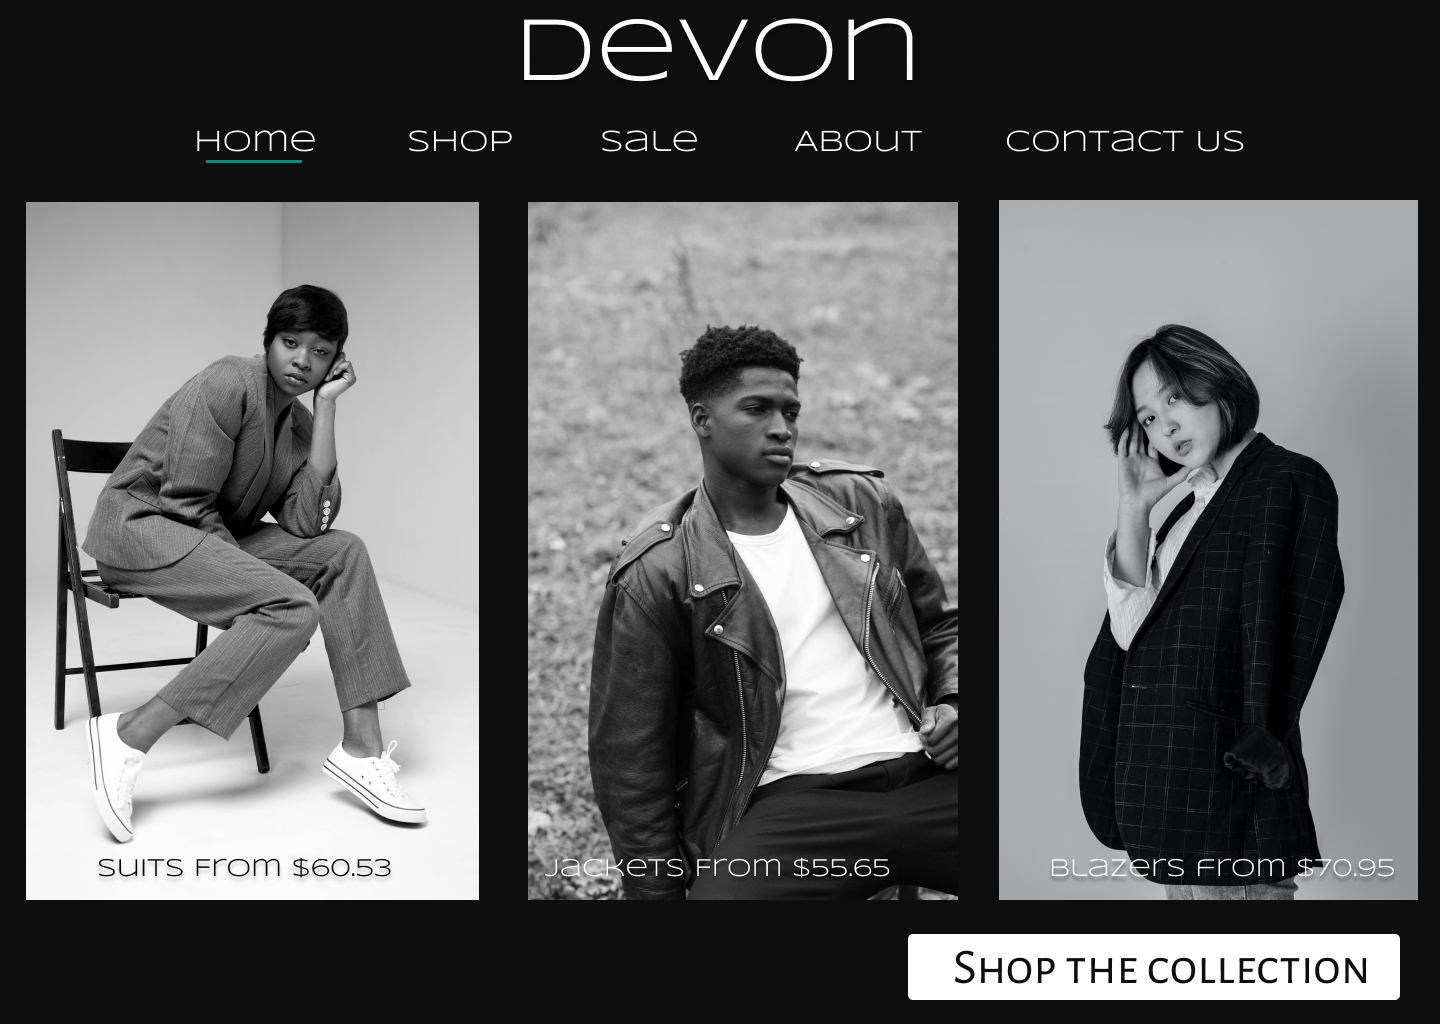 Devon
Home SHOP Sale ABOUT Contact US
Suits from $60.53
Jackets from $55.65
Blazers from $70.95
Shop the collection